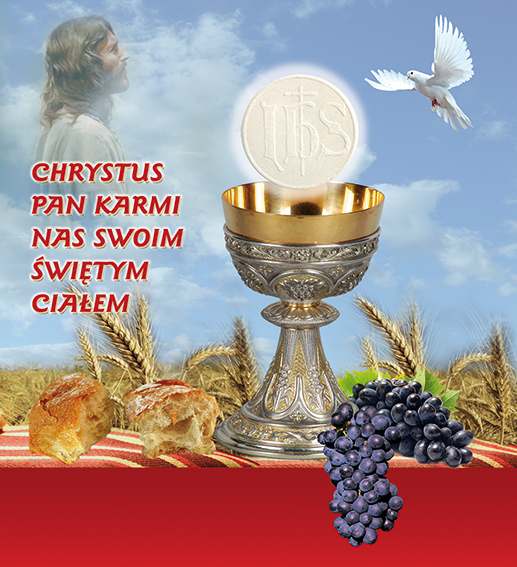 IHS
CHRYSTUS
PAN KARMI
NAS SWOIM
ŚWIĘTYM
CIAŁEM